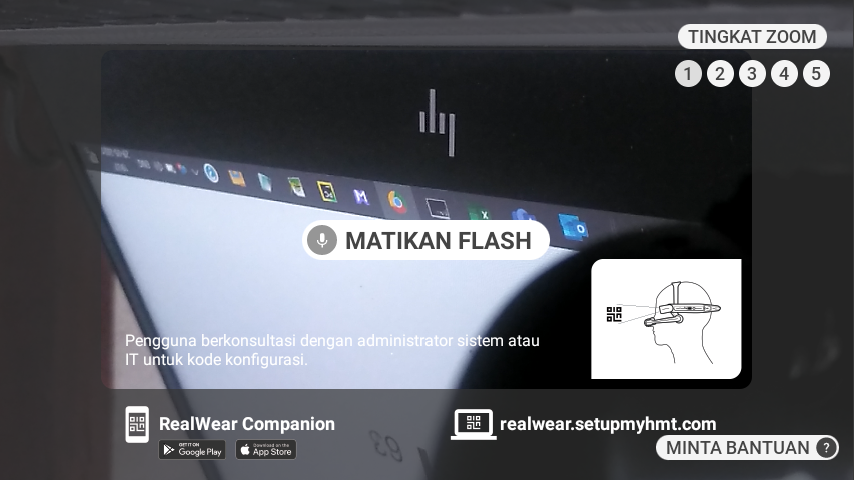 TINGKAT ZOOM
1 2 3 4 5
MATIKAN FLASH
Pengguna berkonsultasi dengan administrator sistem atau
IT untuk kode konfigurasi.
RealWear Companion
realwear.setupmyhmt.com
GET IT ON
Google Play
Download on the
App Store
MINTA BANTUAN ?
63